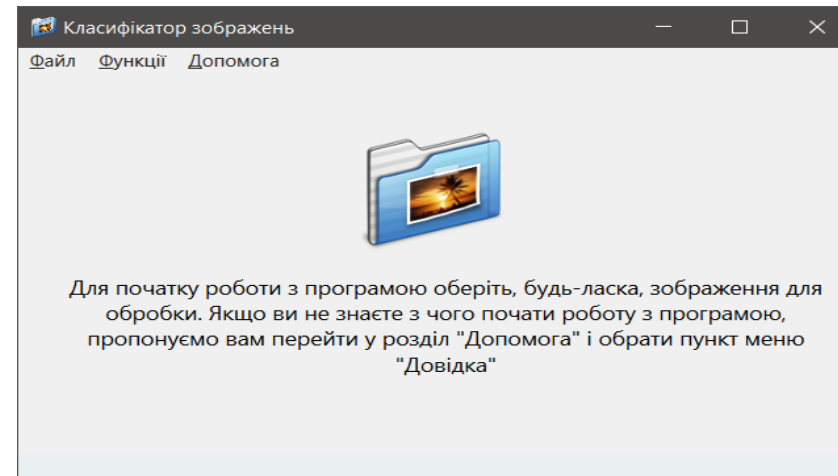 Класифікатор зображень
Файл Функції Допомога
Для початку роботи з програмою оберіть, будь-ласка, зображення для
обробки. Якщо ви не знаєте з чого почати роботу з програмою,
пропонуємо вам перейти у розділ "Допомога" і обрати пункт меню
"Довідка"